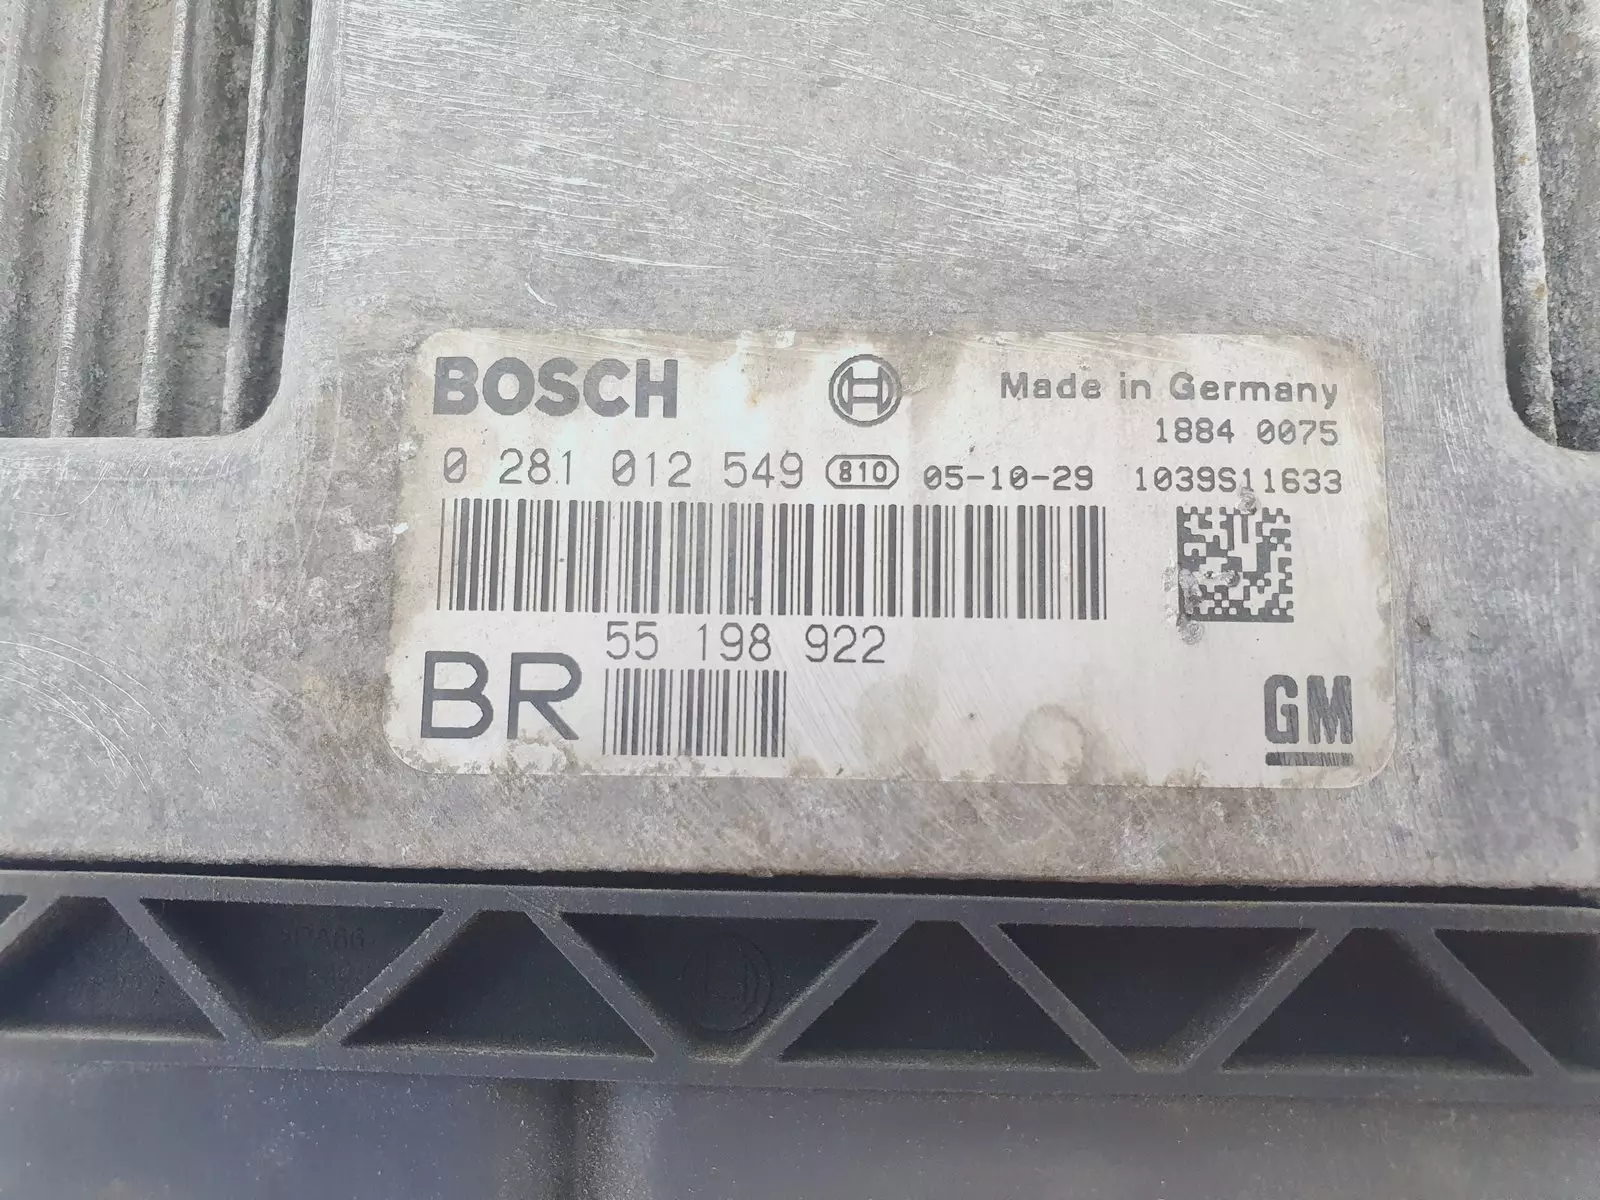 BOSCH
Made in Germany
1884 0075
0 281 012 549 810 05-10-29 1039S11633
55 198 922
BR
GM